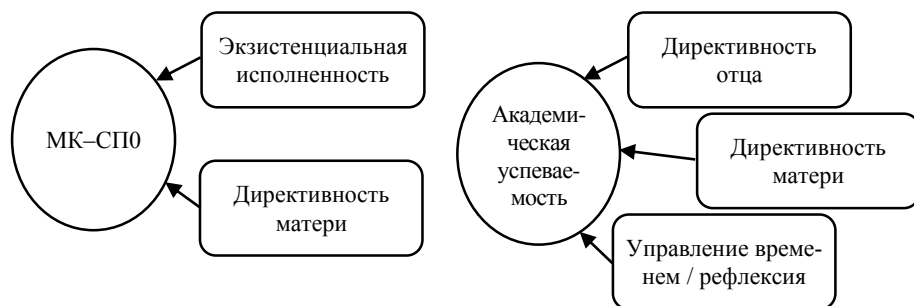 Экзистенциальная
исполненность
МК–СП0
Директивность
матери
Директивность
отца
Академи-
ческая
успевае-
мость
Директивность
матери
Управление време-
нем / рефлексия